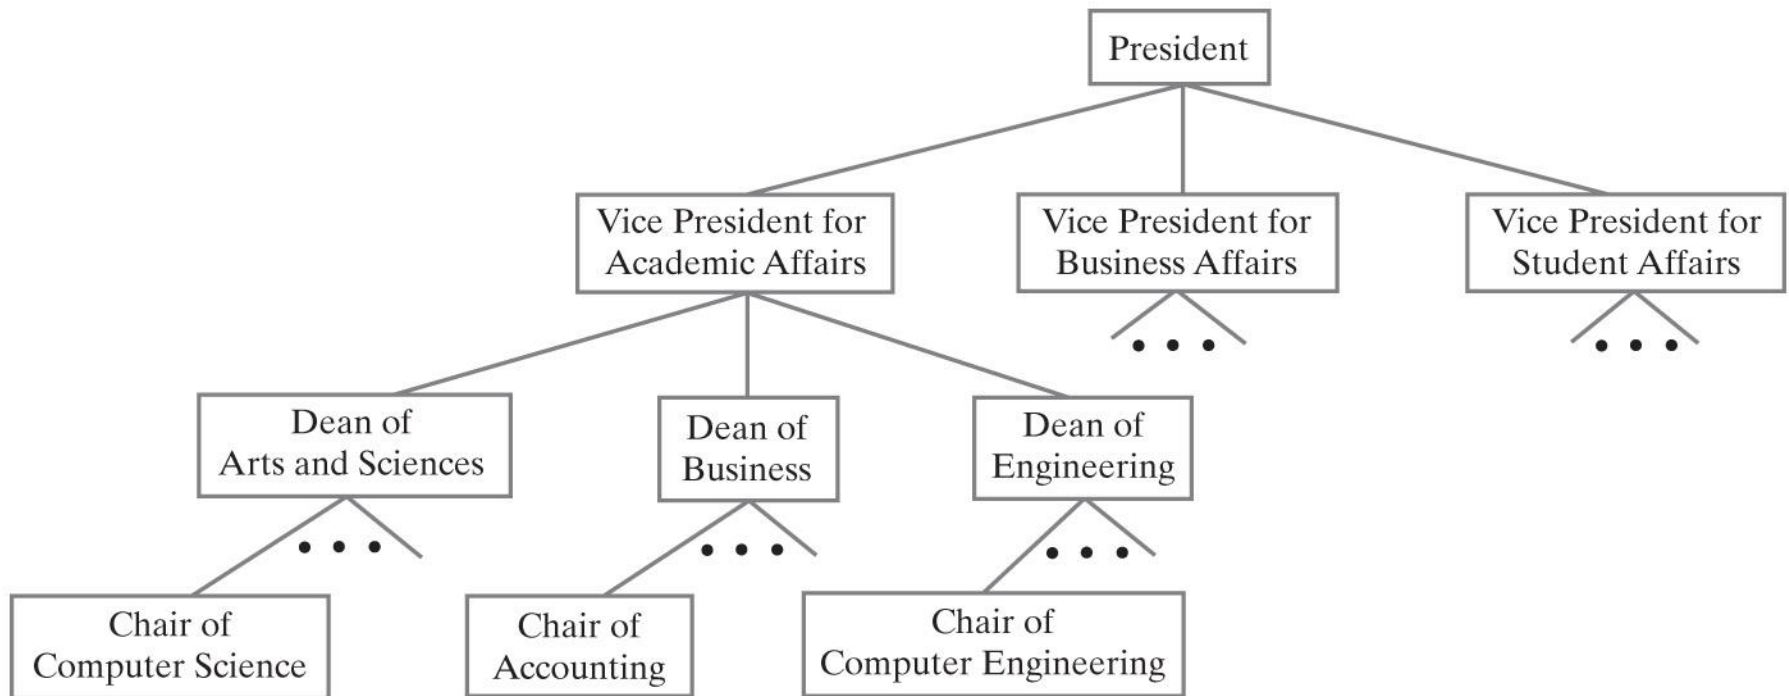 President
Vice President for
Academic Affairs
Vice President for
Business Affairs
Vice President for
Student Affairs
Dean of
Arts and Sciences
Dean of
Business
Dean of
Engineering
Chair of
Computer Science
Chair of
Accounting
Chair of
Computer Engineering